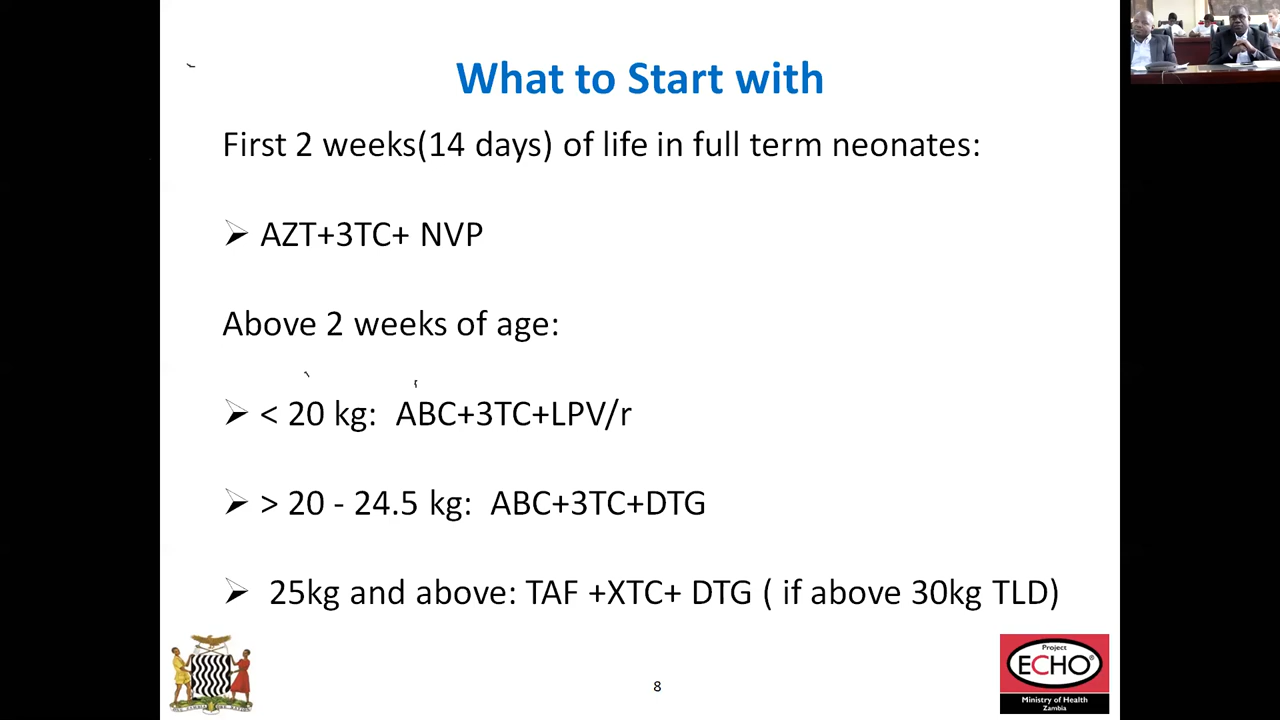 What to Start with
First 2 weeks(14 days) of life in full term neonates:
➢ AZT+3TC+ NVP
Above 2 weeks of age:
➢ < 20 kg: ABC+3TC+LPV/r
➢ > 20 - 24.5 kg: ABC+3TC+DTG
➢ 25kg and above: TAF +XTC+ DTG ( if above 30kg TLD)
8
Project
ECHO®
Ministry of Health
Zambia